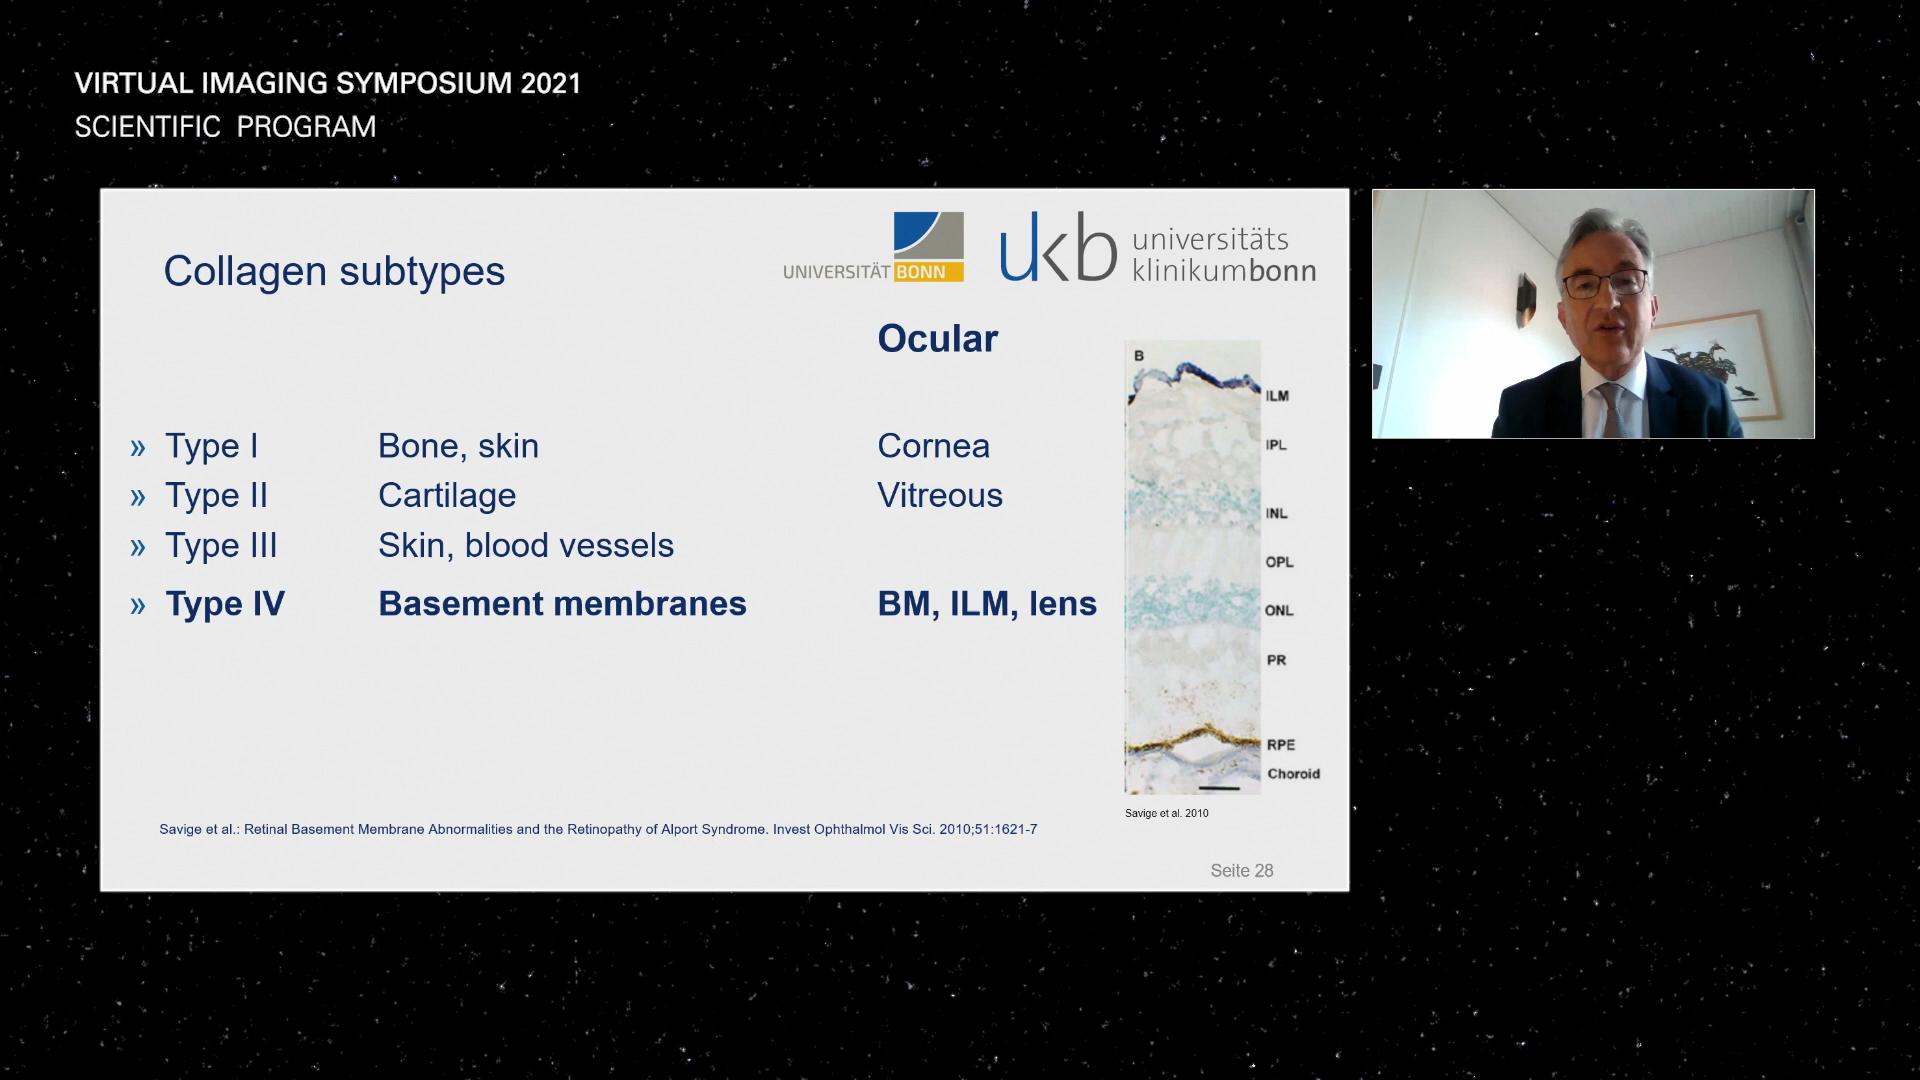 VIRTUAL IMAGING SYMPOSIUM 2021
SCIENTIFIC PROGRAM
Collagen subtypes
UNIVERSITÄT BONN
ukb universitäts
klinikumbonn
Ocular
» Type I Bone, skin Cornea
» Type II Cartilage Vitreous
» Type III Skin, blood vessels
» Type IV Basement membranes BM, ILM, lens
B
ILM
IPL
INL
OPL
ONL
PR
RPE
Choroid
Savige et al. 2010
Savige et al.: Retinal Basement Membrane Abnormalities and the Retinopathy of Alport Syndrome. Invest Ophthalmol Vis Sci. 2010;51:1621-7
Seite 28